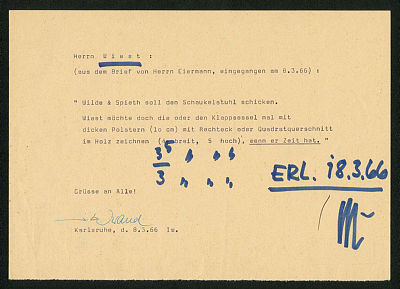 Herrn Wiest :
(aus dem Brief von Herrn Eiermann, eingegangen am 8.3.66) :
" Wilde & Spieth soll den Schaukelstuhl schicken.
Wiest möchte doch die oder den Klappsessel mal mit
dicken Polstern (10 cm) mit Rechteck oder Quadratquerschnitt
im Holz zeichnen ( breit, 5 hoch), wenn er Zeit hat. "
35 " "
3 " "
ERL. 18.3.66
Grüsse an Alle!
Karlsruhe, d. 8.3.66 lw.